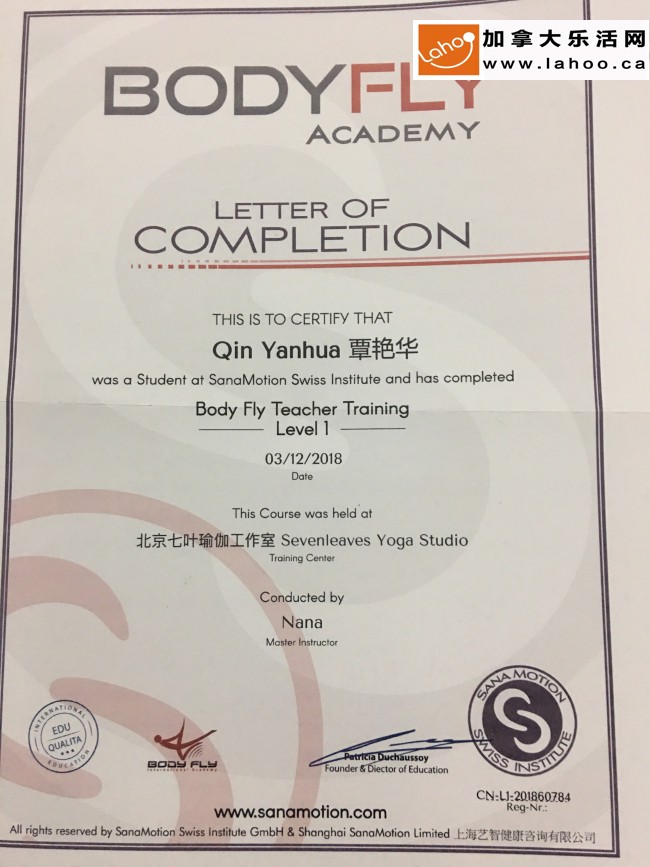 加拿大乐活网
Lahoo
www.lahoo.ca
BODYFLY
ACADEMY
LETTER OF
COMPLETION
THIS IS TO CERTIFY THAT
Qin Yanhua 覃艳华
was a Student at SanaMotion Swiss Institute and has completed
Body Fly Teacher Training
Level 1
03/12/2018
Date
This Course was held at
北京七叶瑜伽工作室 Sevenleaves Yoga Studio
Training Center
Conducted by
Nana
Master Instructor
INTERNATIONAL
EDU
QUALITA
EDUCATION
BODY FLY
International Academy
Patricia Duchaussoy
Founder & Diector of Education
SANA MOTION
SWISS INSTITUTE
CN-L1-201860784
Reg-Nr.:
www.sanamotion.com
All rights reserved by SanaMotion Swiss Institute GmbH & Shanghai SanaMotion Limited 上海艺智健康咨询有限公司